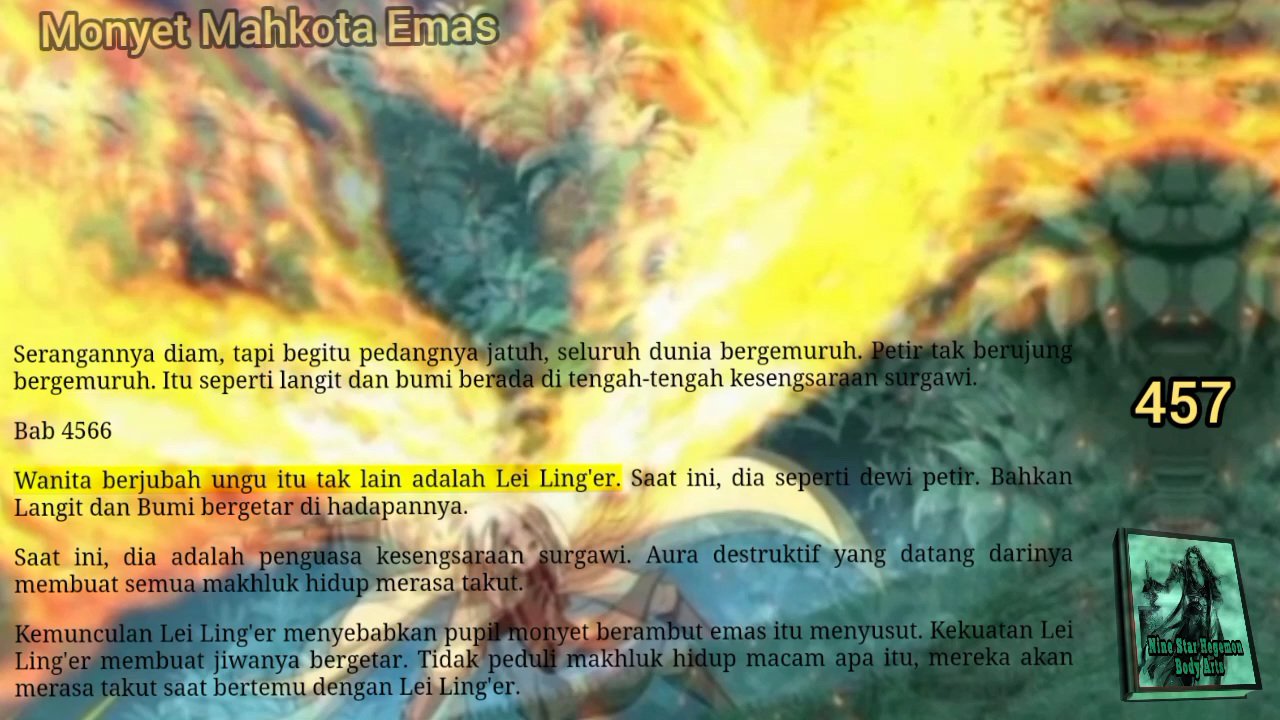 Monyet Mahkota Emas
Serangannya diam, tapi begitu pedangnya jatuh, seluruh dunia bergemuruh. Petir tak berujung
bergemuruh. Itu seperti langit dan bumi berada di tengah-tengah kesengsaraan surgawi.
Bab 4566
Wanita berjubah ungu itu tak lain adalah Lei Ling'er. Saat ini, dia seperti dewi petir. Bahkan
Langit dan Bumi bergetar di hadapannya.
Saat ini, dia adalah penguasa kesengsaraan surgawi. Aura destruktif yang datang darinya
membuat semua makhluk hidup merasa takut.
Kemunculan Lei Ling'er menyebabkan pupil monyet berambut emas itu menyusut. Kekuatan Lei
Ling'er membuat jiwanya bergetar. Tidak peduli makhluk hidup macam apa itu, mereka akan
merasa takut saat bertemu dengan Lei Ling'er.
457
Nine Star Hegemon
Body Arts